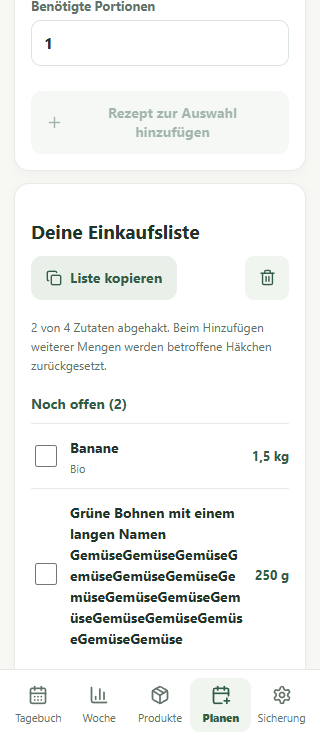 Benötigte Portionen
1
Rezept zur Auswahl
hinzufügen
Deine Einkaufsliste
Liste kopieren
2 von 4 Zutaten abgehakt. Beim Hinzufügen
weiterer Mengen werden betroffene Häkchen
zurückgesetzt.
Noch offen (2)
Banane
1,5 kg
Bio
Grüne Bohnen mit einem
langen Namen
GemüseGemüseGemüseG
emüseGemüseGemüseGe
müseGemüseGemüseGem
üseGemüseGemüseGemüs
eGemüseGemüse
250 g
Tagebuch
Woche
Produkte
Planen
Sicherung